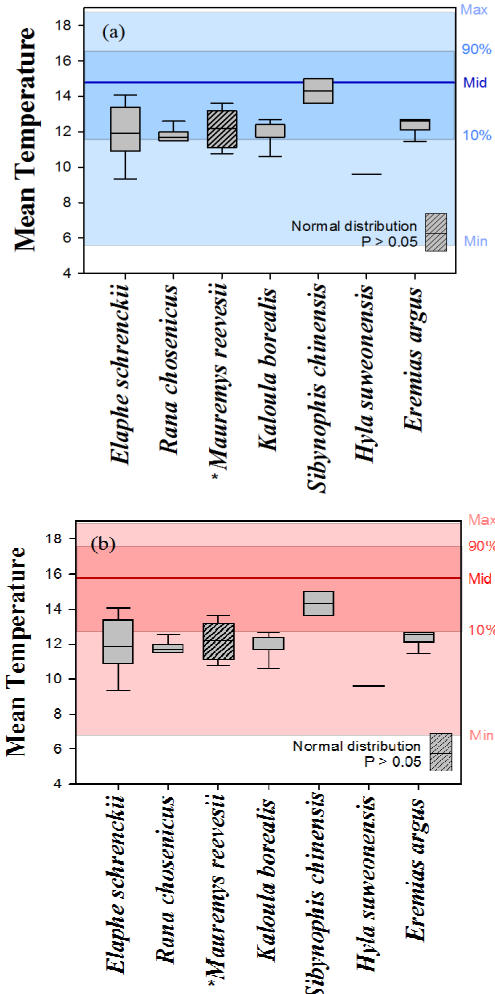 Max
18
(a)
90%
16
Mid
14
12
10%
10
8
Normal distribution
P > 0.05
6
Min
4
Mean Temperature
Elaphe schrenckii
Rana chosenicus
*Mauremys reevesii
Kaloula borealis
Sibynophis chinensis
Hyla suweonensis
Eremias argus
Max
18
(b)
90%
16
Mid
14
10%
12
10
8
Normal distribution
Min
P > 0.05
6
4
Mean Temperature
Elaphe schrenckii
Rana chosenicus
*Mauremys reevesii
Kaloula borealis
Sibynophis chinensis
Hyla suweonensis
Eremias argus